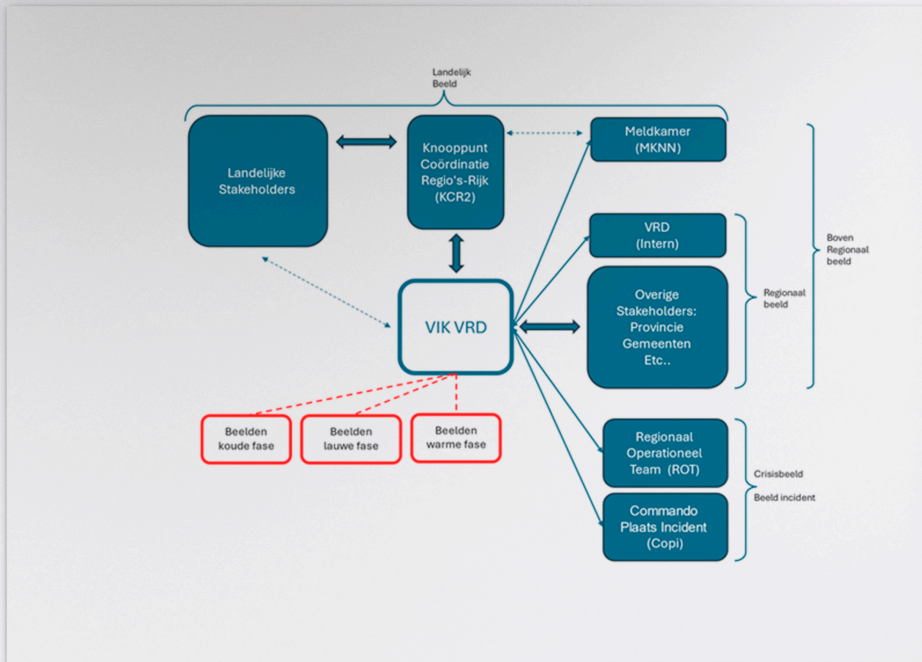 Landelijk
Beeld
Landelijke
Stakeholders
Knooppunt
Coördinatie
Regio's-Rijk
(KCR2)
Meldkamer
(MKNN)
VRD
(Intern)
Boven
Regionaal
beeld
Overige
Stakeholders:
Provincie
Gemeenten
Etc..
Regionaal
beeld
VIK VRD
Beelden
koude fase
Beelden
lauwe fase
Beelden
warme fase
Regionaal
Operationeel
Team (ROT)
Crisisbeeld
Beeld incident
Commando
Plaats Incident
(Copi)